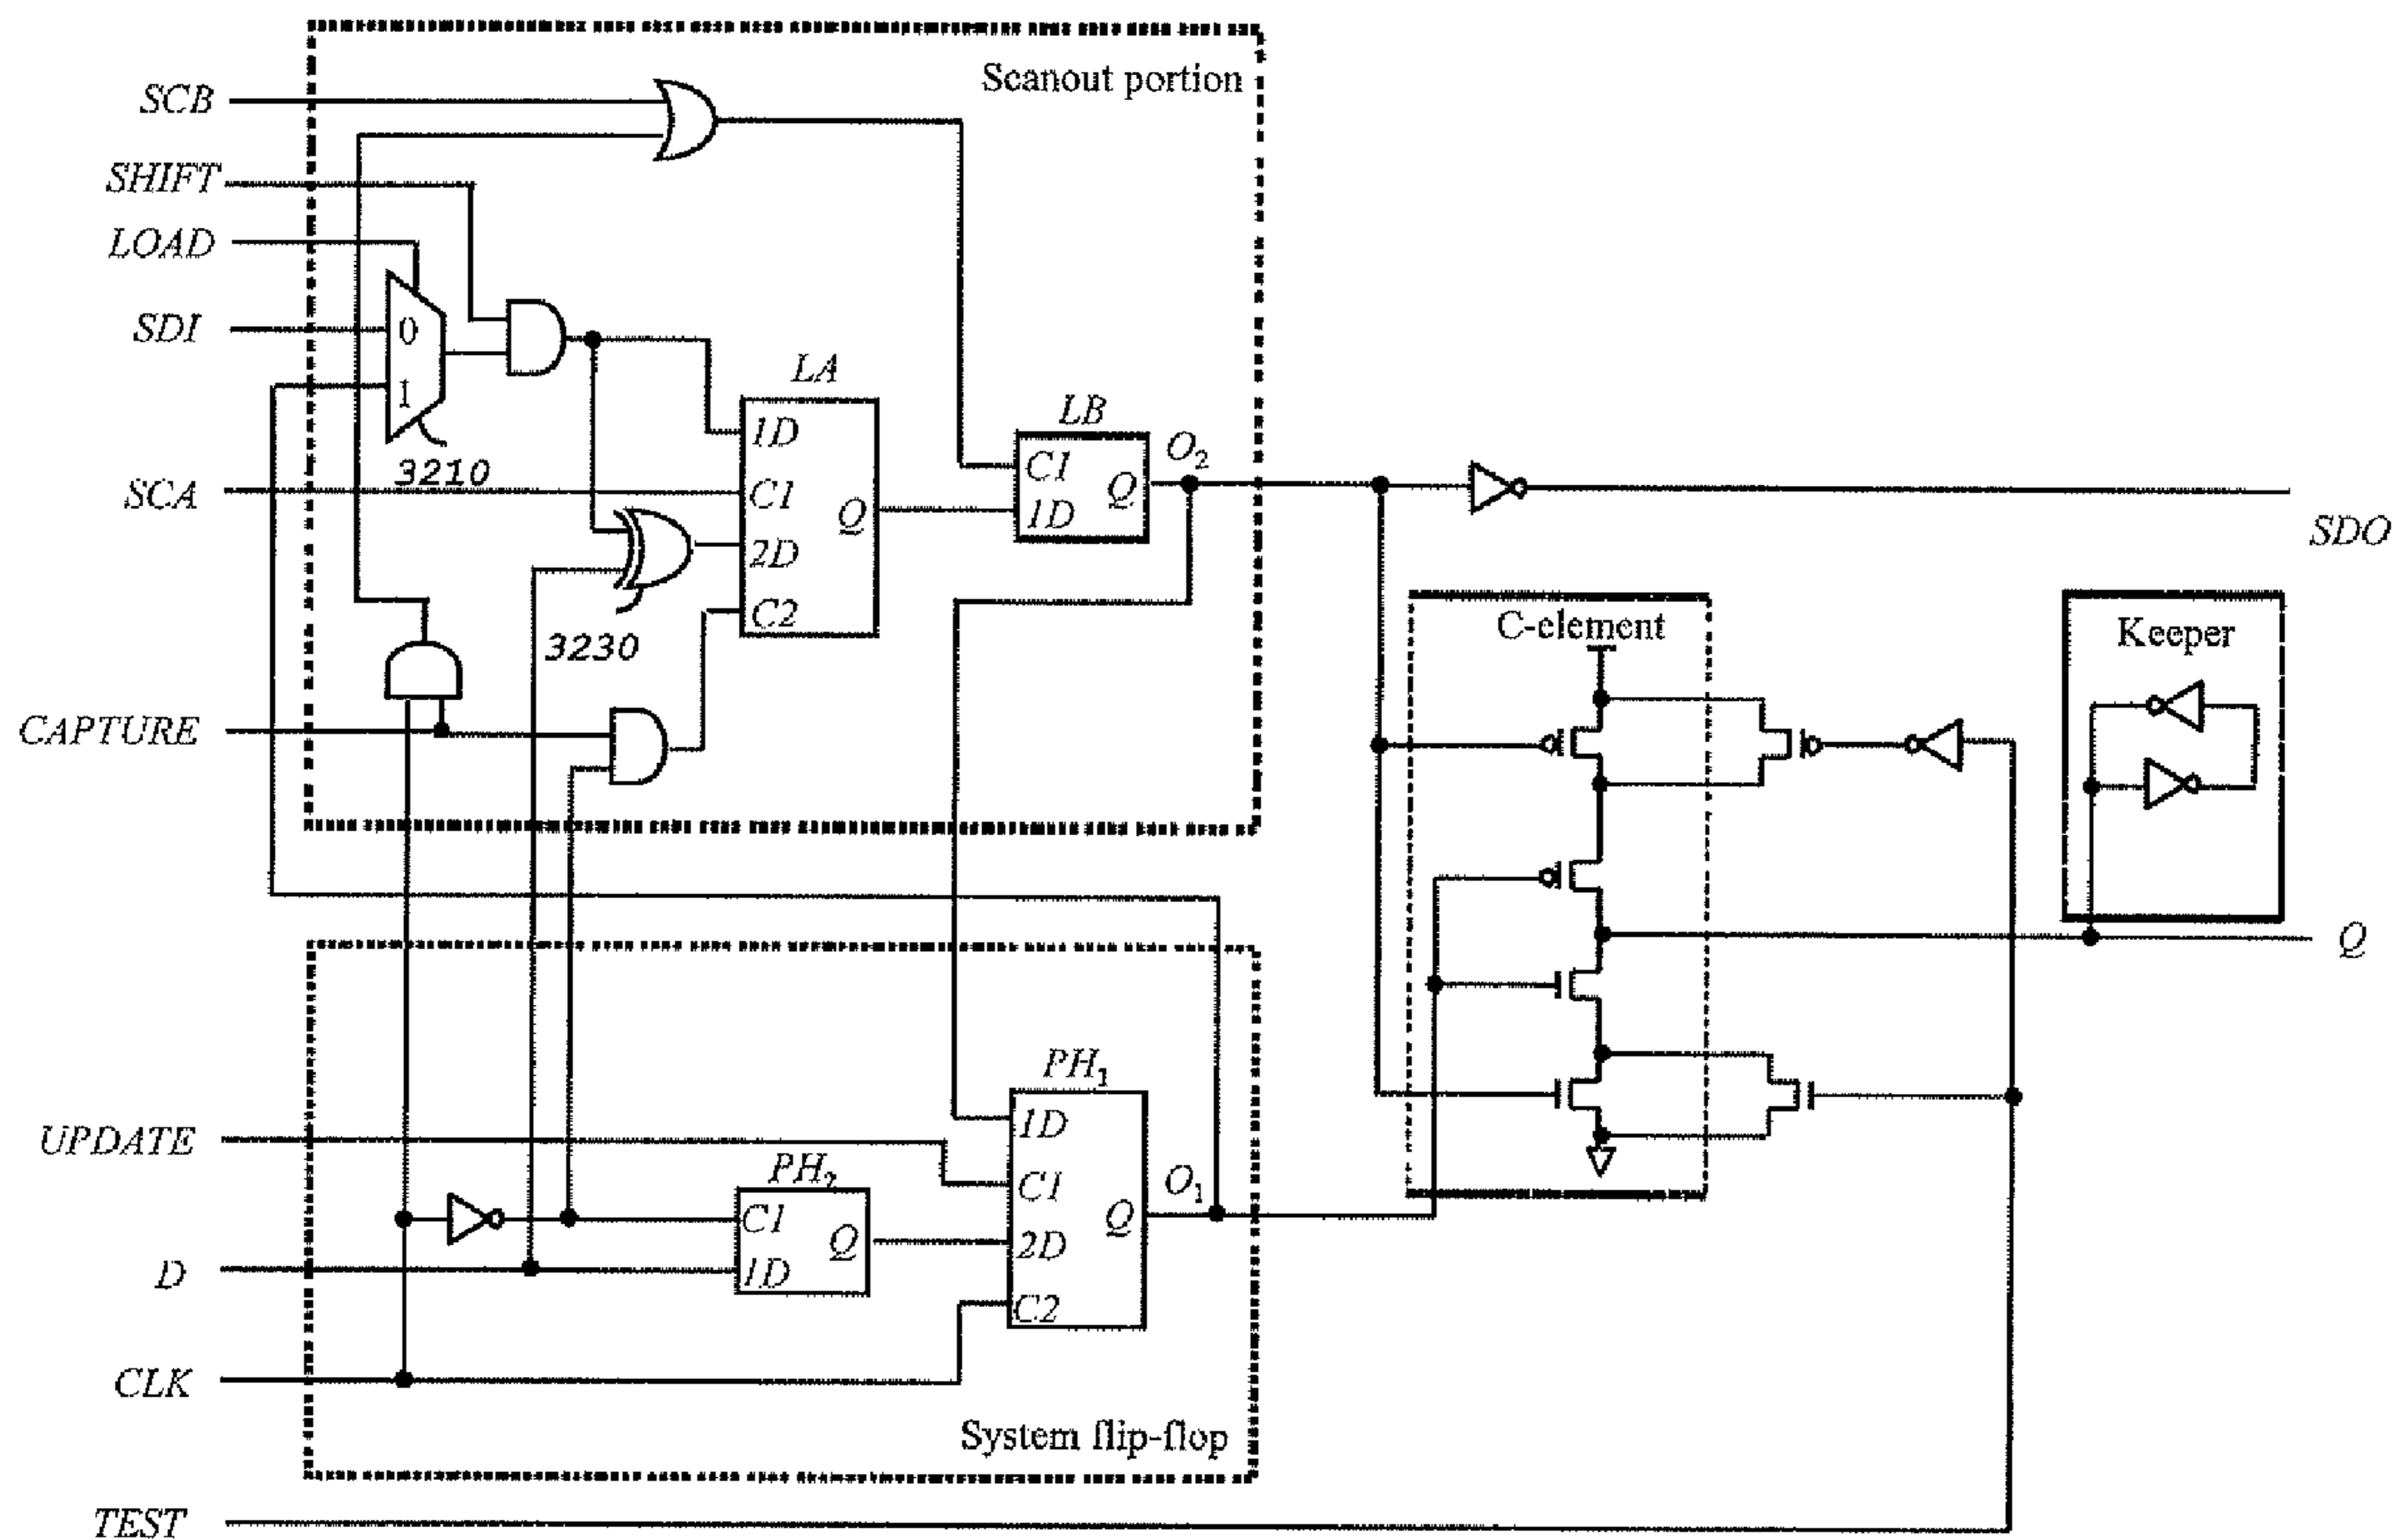 Scanout portion
SCB
SHIFT
LOAD
SDI
0
1
3210
SCA
LA
1D
C1
2D
C2
Q
3230
LB
C1
1D
Q
O2
SDO
CAPTURE
C-element
Keeper
Q
UPDATE
PH1
1D
C1
2D
C2
Q
O1
PH2
C1
1D
Q
D
CLK
System flip-flop
TEST